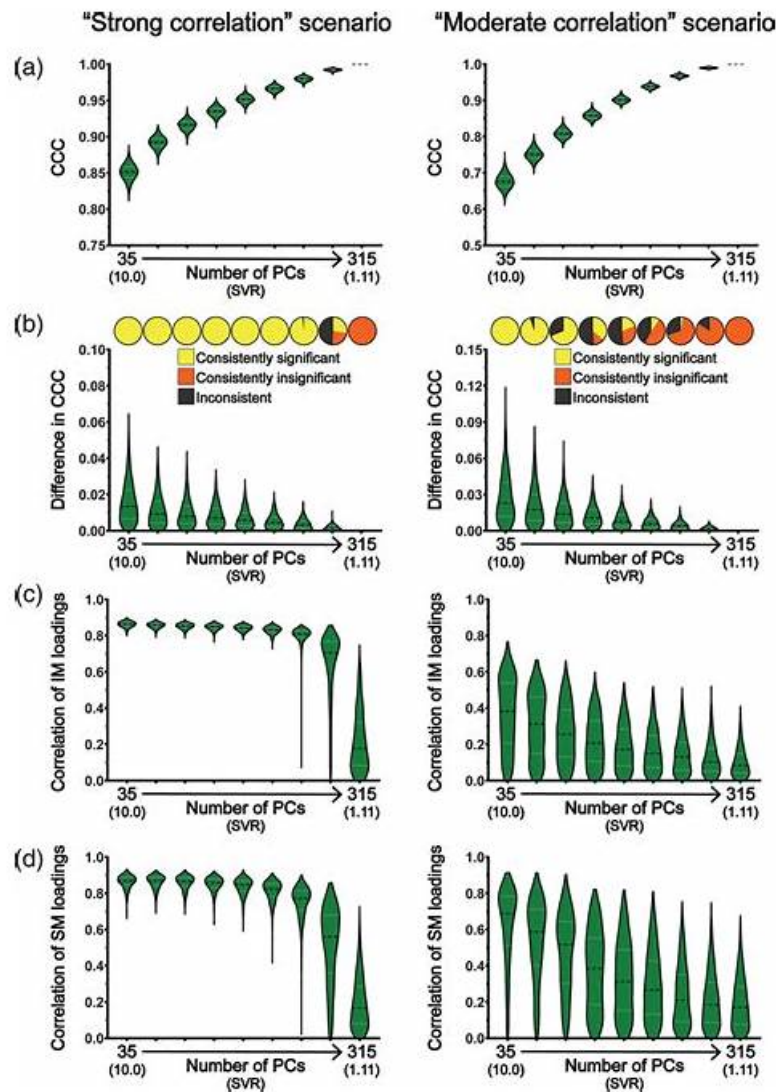 “Strong correlation” scenario
“Moderate correlation” scenario
(a)
1.00
0.95
0.90
0.85
0.80
0.75
CCC
35
(10.0)
Number of PCs
(SVR)
315
(1.11)
1.0
0.9
0.8
0.7
0.6
0.5
CCC
35
(10.0)
Number of PCs
(SVR)
315
(1.11)
(b)
Consistently significant
Consistently insignificant
Inconsistent
0.10
0.08
0.06
0.04
0.02
0.00
Difference in CCC
35
(10.0)
Number of PCs
(SVR)
315
(1.11)
Consistently significant
Consistently insignificant
Inconsistent
0.15
0.12
0.09
0.06
0.03
0.00
Difference in CCC
35
(10.0)
Number of PCs
(SVR)
315
(1.11)
(c)
1.0
0.8
0.6
0.4
0.2
0.0
Correlation of IM loadings
35
(10.0)
Number of PCs
(SVR)
315
(1.11)
1.0
0.8
0.6
0.4
0.2
0.0
Correlation of IM loadings
35
(10.0)
Number of PCs
(SVR)
315
(1.11)
(d)
1.0
0.8
0.6
0.4
0.2
0.0
Correlation of SM loadings
35
(10.0)
Number of PCs
(SVR)
315
(1.11)
1.0
0.8
0.6
0.4
0.2
0.0
Correlation of SM loadings
35
(10.0)
Number of PCs
(SVR)
315
(1.11)